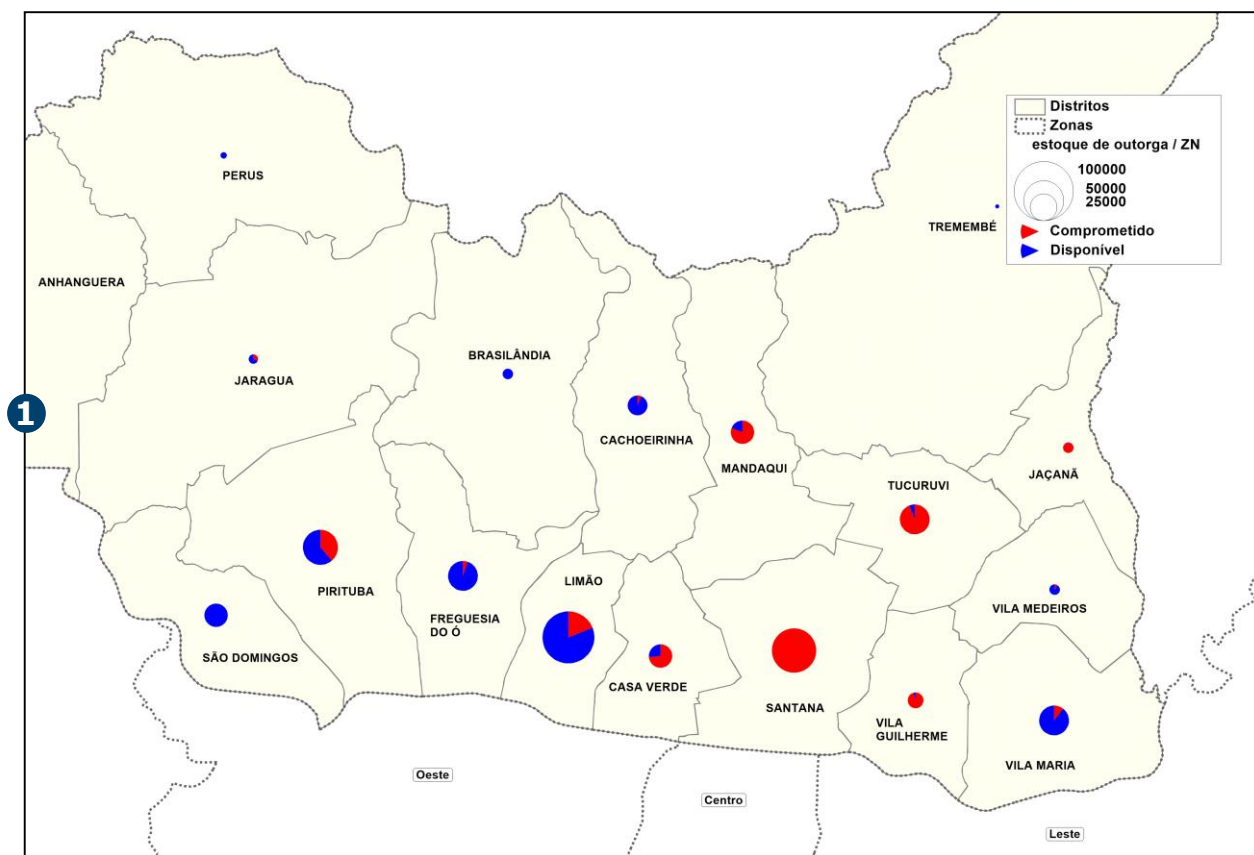 Distritos
Zonas
estoque de outorga / ZN
100000
50000
25000
Comprometido
Disponível
PERUS
TREMEMBÉ
ANHANGUERA
BRASILÂNDIA
JARAGUA
1
CACHOEIRINHA
MANDAQUI
JAÇANÃ
TUCURUVI
PIRITUBA
LIMÃO
FREGUESIA
DO Ó
VILA MEDEIROS
SÃO DOMINGOS
CASA VERDE
SANTANA
VILA
GUILHERME
VILA MARIA
Oeste
Centro
Leste